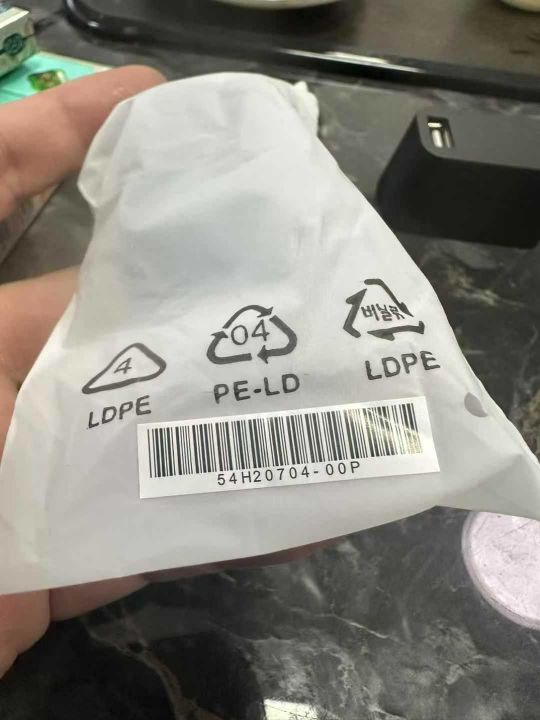 4
LDPE
04
PE-LD
비닐류
LDPE
54H20704-00P